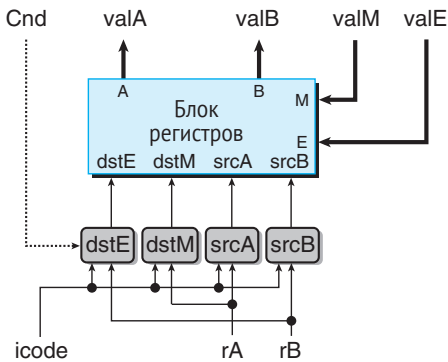 Cnd valA valB valM valE
A B
M
Блок
регистров
E
dstE dstM srcA srcB
dstE dstM srcA srcB
icode rA rB